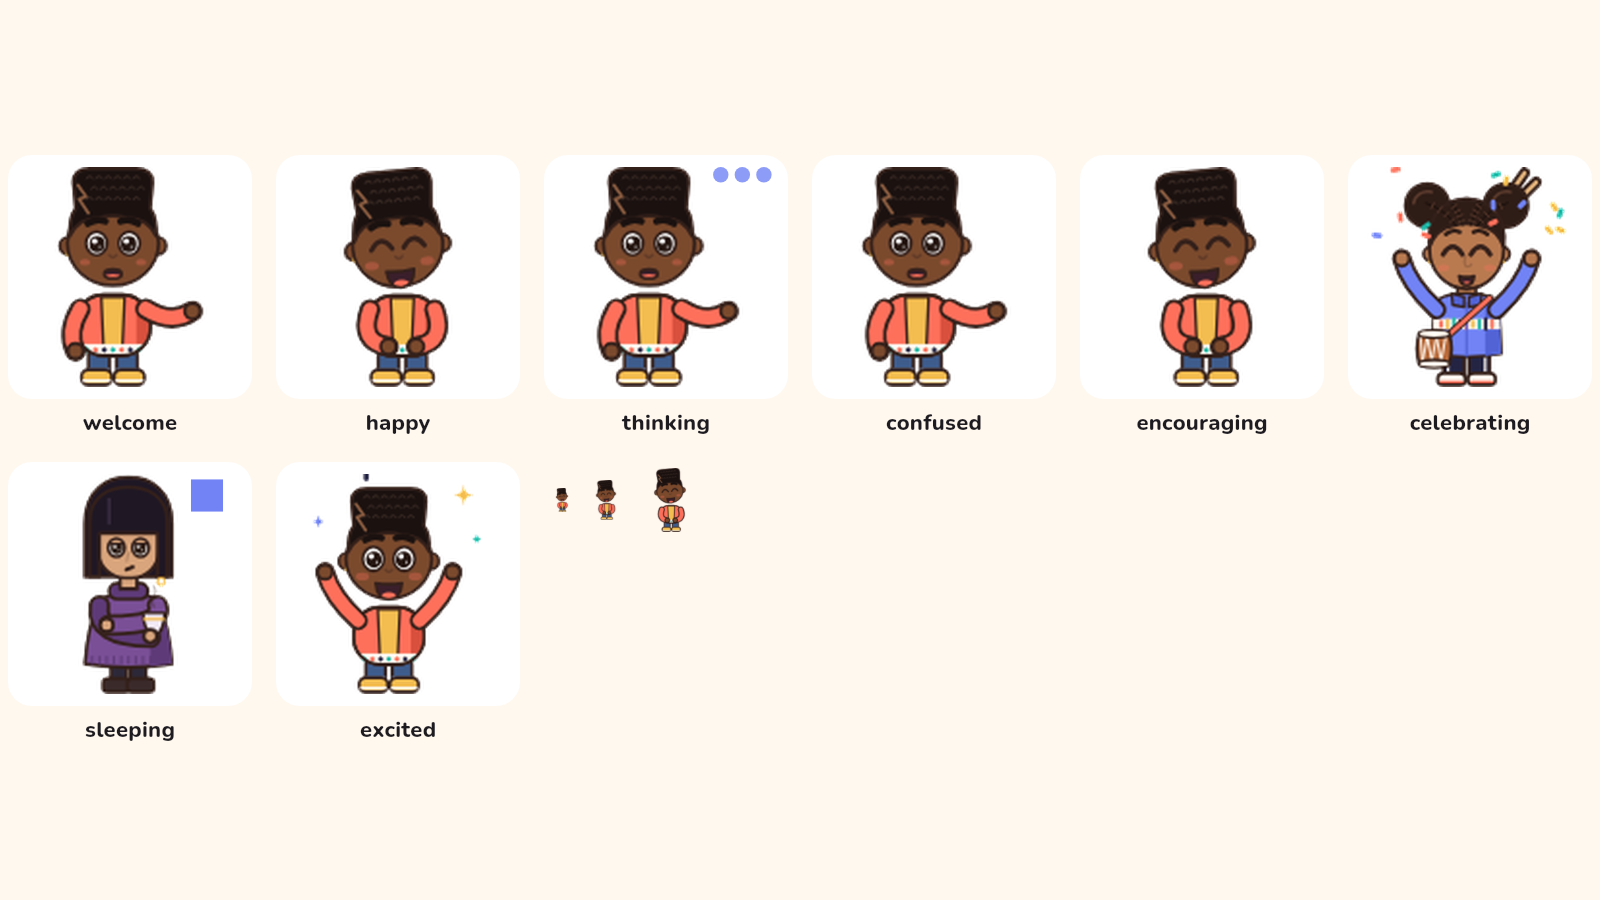 welcome
happy
thinking
confused
encouraging
celebrating
sleeping
excited